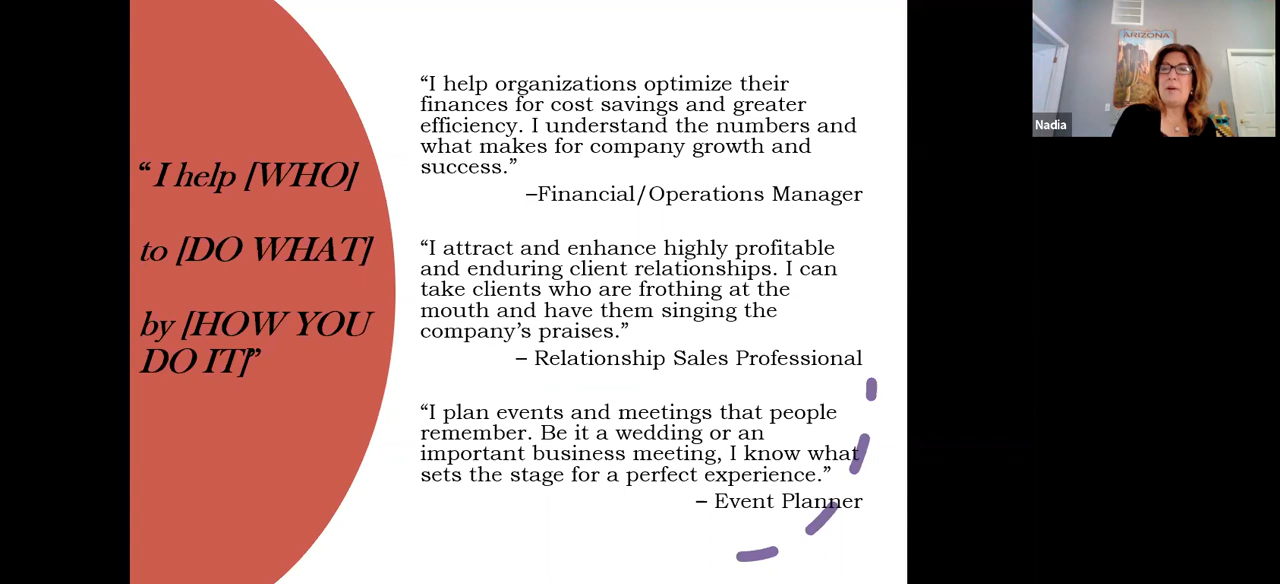 “I help [WHO]
to [DO WHAT]
by [HOW YOU
DO IT]”
“I help organizations optimize their
finances for cost savings and greater
efficiency. I understand the numbers and
what makes for company growth and
success.”
–Financial/Operations Manager
“I attract and enhance highly profitable
and enduring client relationships. I can
take clients who are frothing at the
mouth and have them singing the
company’s praises.”
– Relationship Sales Professional
“I plan events and meetings that people
remember. Be it a wedding or an
important business meeting, I know what
sets the stage for a perfect experience.”
– Event Planner
ARIZONA
Nadia